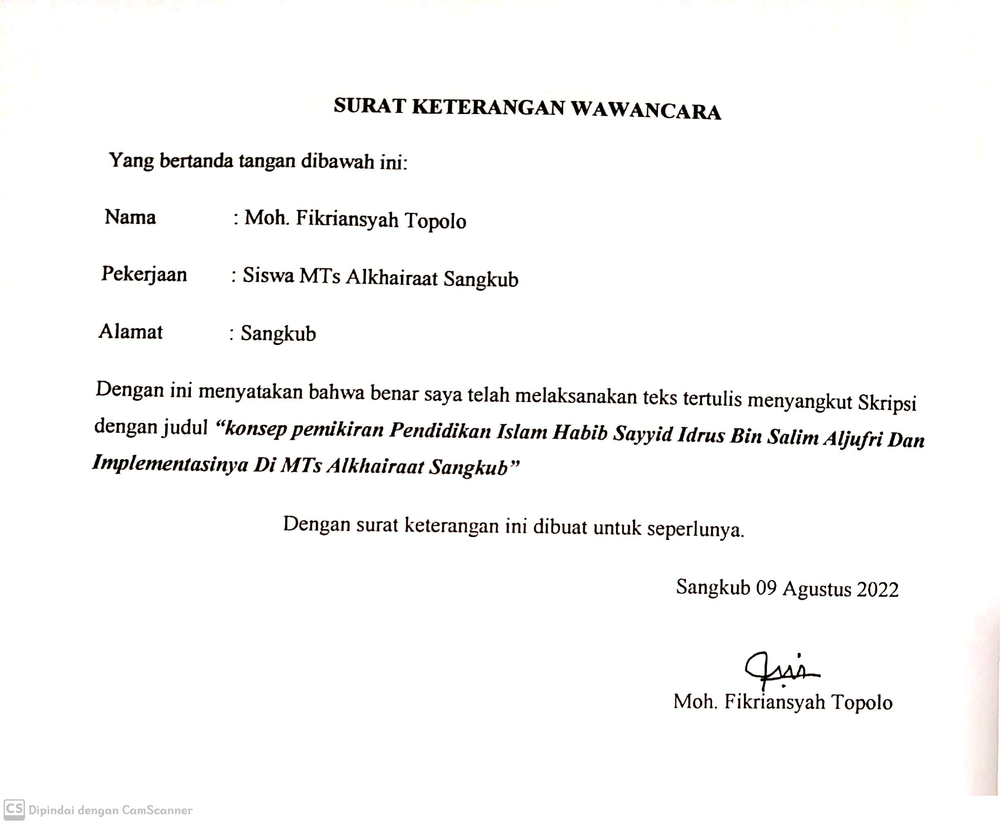 SURAT KETERANGAN WAWANCARA
Yang bertanda tangan dibawah ini:
Nama : Moh. Fikriansyah Topolo
Pekerjaan : Siswa MTs Alkhairaat Sangkub
Alamat : Sangkub
Dengan ini menyatakan bahwa benar saya telah melaksanakan teks tertulis menyangkut Skripsi
dengan judul “konsep pemikiran Pendidikan Islam Habib Sayyid Idrus Bin Salim Aljufri Dan
Implementasinya Di MTs Alkhairaat Sangkub”
Dengan surat keterangan ini dibuat untuk seperlunya.
Sangkub 09 Agustus 2022
Moh. Fikriansyah Topolo
CS Dipindai dengan CamScanner